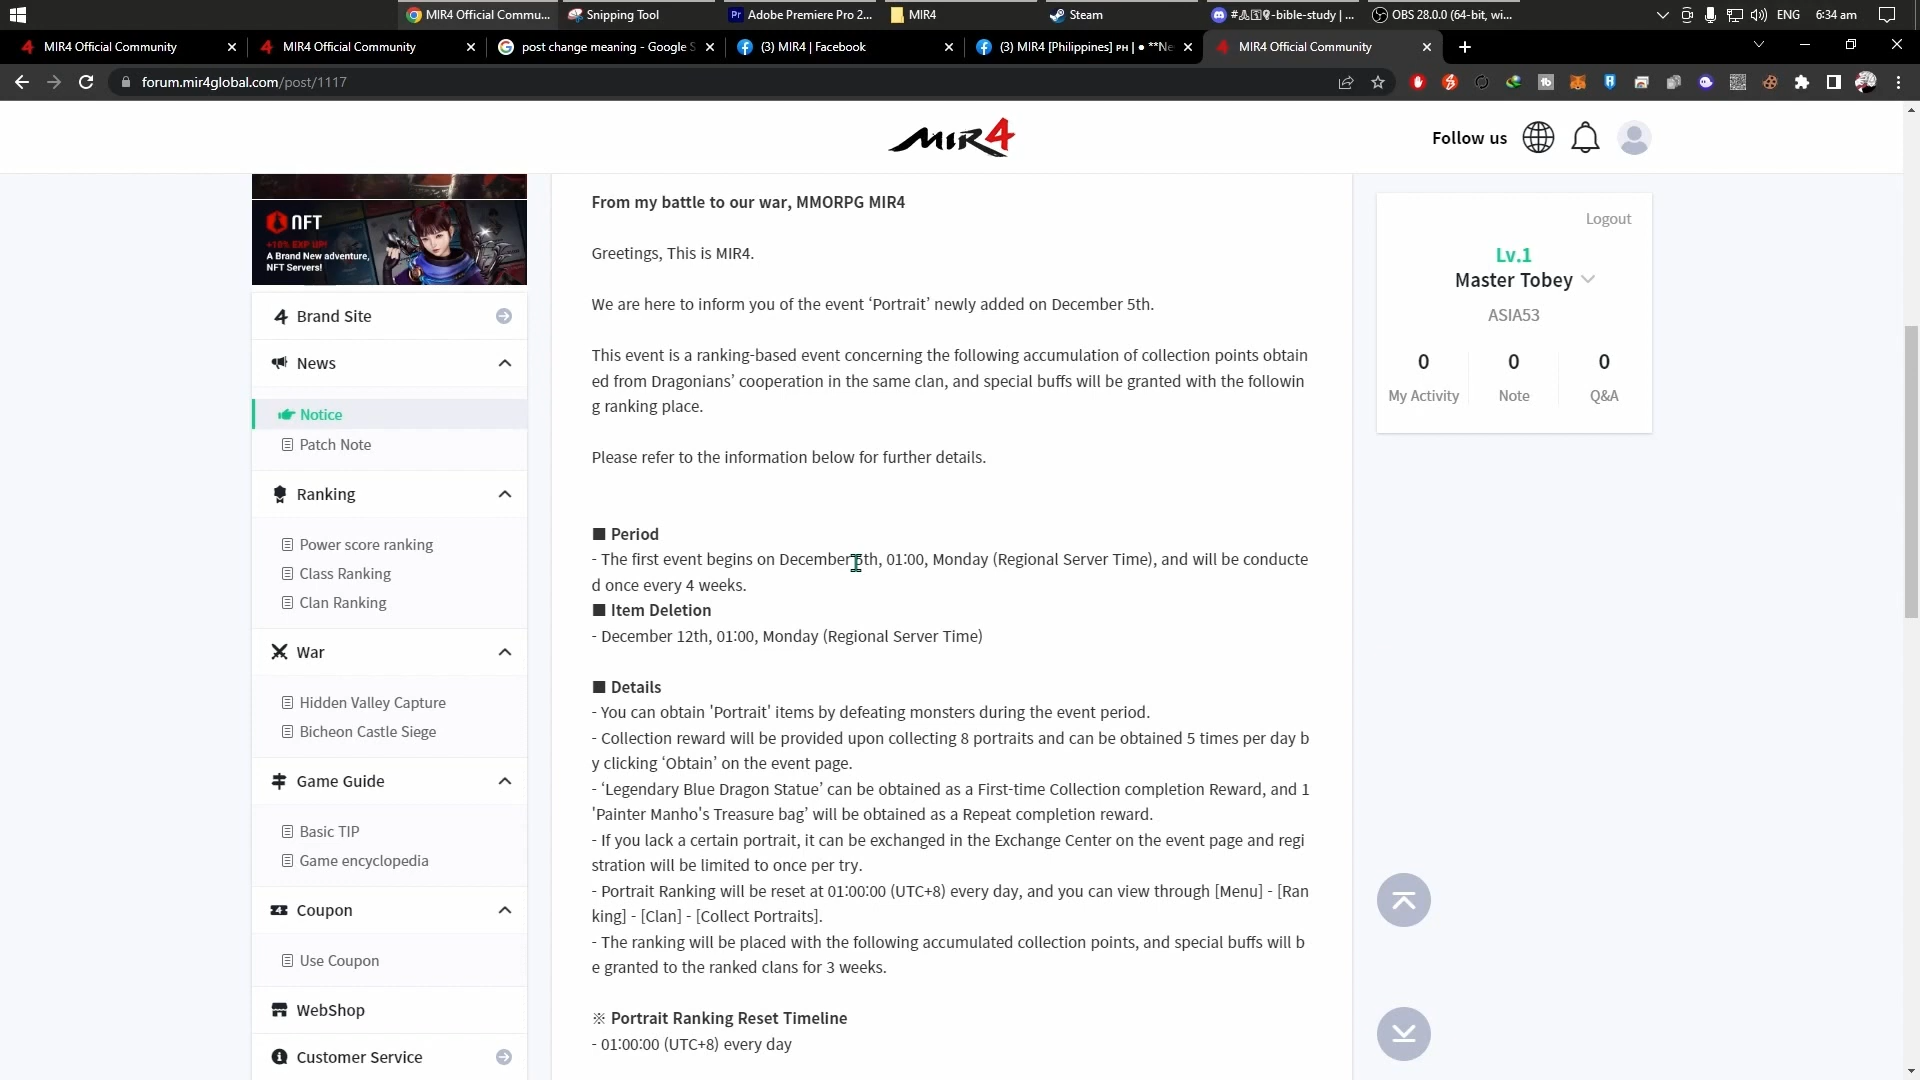 MIR4 Official Commu...
Snipping Tool
Adobe Premiere Pro 2...
MIR4
Steam
-bible-study | ...
OBS 28.0.0 (64-bit, wi...
ENG
6:34 am
MIR4 Official Community
MIR4 Official Community
post change meaning - Google S
(3) MIR4 | Facebook
(3) MIR4 [Philippines] ᴘʜ | ● **Ne
MIR4 Official Community
forum.mir4global.com/post/1117
MIR4
Follow us
NFT
+10% EXP UP!
A Brand New adventure,
NFT Servers!
Brand Site
News
Notice
Patch Note
Ranking
Power score ranking
Class Ranking
Clan Ranking
War
Hidden Valley Capture
Bicheon Castle Siege
Game Guide
Basic TIP
Game encyclopedia
Coupon
Use Coupon
WebShop
Customer Service
From my battle to our war, MMORPG MIR4
Greetings, This is MIR4.
We are here to inform you of the event ‘Portrait’ newly added on December 5th.
This event is a ranking-based event concerning the following accumulation of collection points obtain
ed from Dragonians’ cooperation in the same clan, and special buffs will be granted with the followin
g ranking place.
Please refer to the information below for further details.
■ Period
- The first event begins on December 5th, 01:00, Monday (Regional Server Time), and will be conducte
d once every 4 weeks.
■ Item Deletion
- December 12th, 01:00, Monday (Regional Server Time)
■ Details
- You can obtain 'Portrait' items by defeating monsters during the event period.
- Collection reward will be provided upon collecting 8 portraits and can be obtained 5 times per day b
y clicking ‘Obtain’ on the event page.
- ‘Legendary Blue Dragon Statue’ can be obtained as a First-time Collection completion Reward, and 1
'Painter Manho's Treasure bag’ will be obtained as a Repeat completion reward.
- If you lack a certain portrait, it can be exchanged in the Exchange Center on the event page and regi
stration will be limited to once per try.
- Portrait Ranking will be reset at 01:00:00 (UTC+8) every day, and you can view through [Menu] - [Ran
king] - [Clan] - [Collect Portraits].
- The ranking will be placed with the following accumulated collection points, and special buffs will b
e granted to the ranked clans for 3 weeks.
※ Portrait Ranking Reset Timeline
- 01:00:00 (UTC+8) every day
Logout
Lv.1
Master Tobey
ASIA53
0 0 0
My Activity Note Q&A